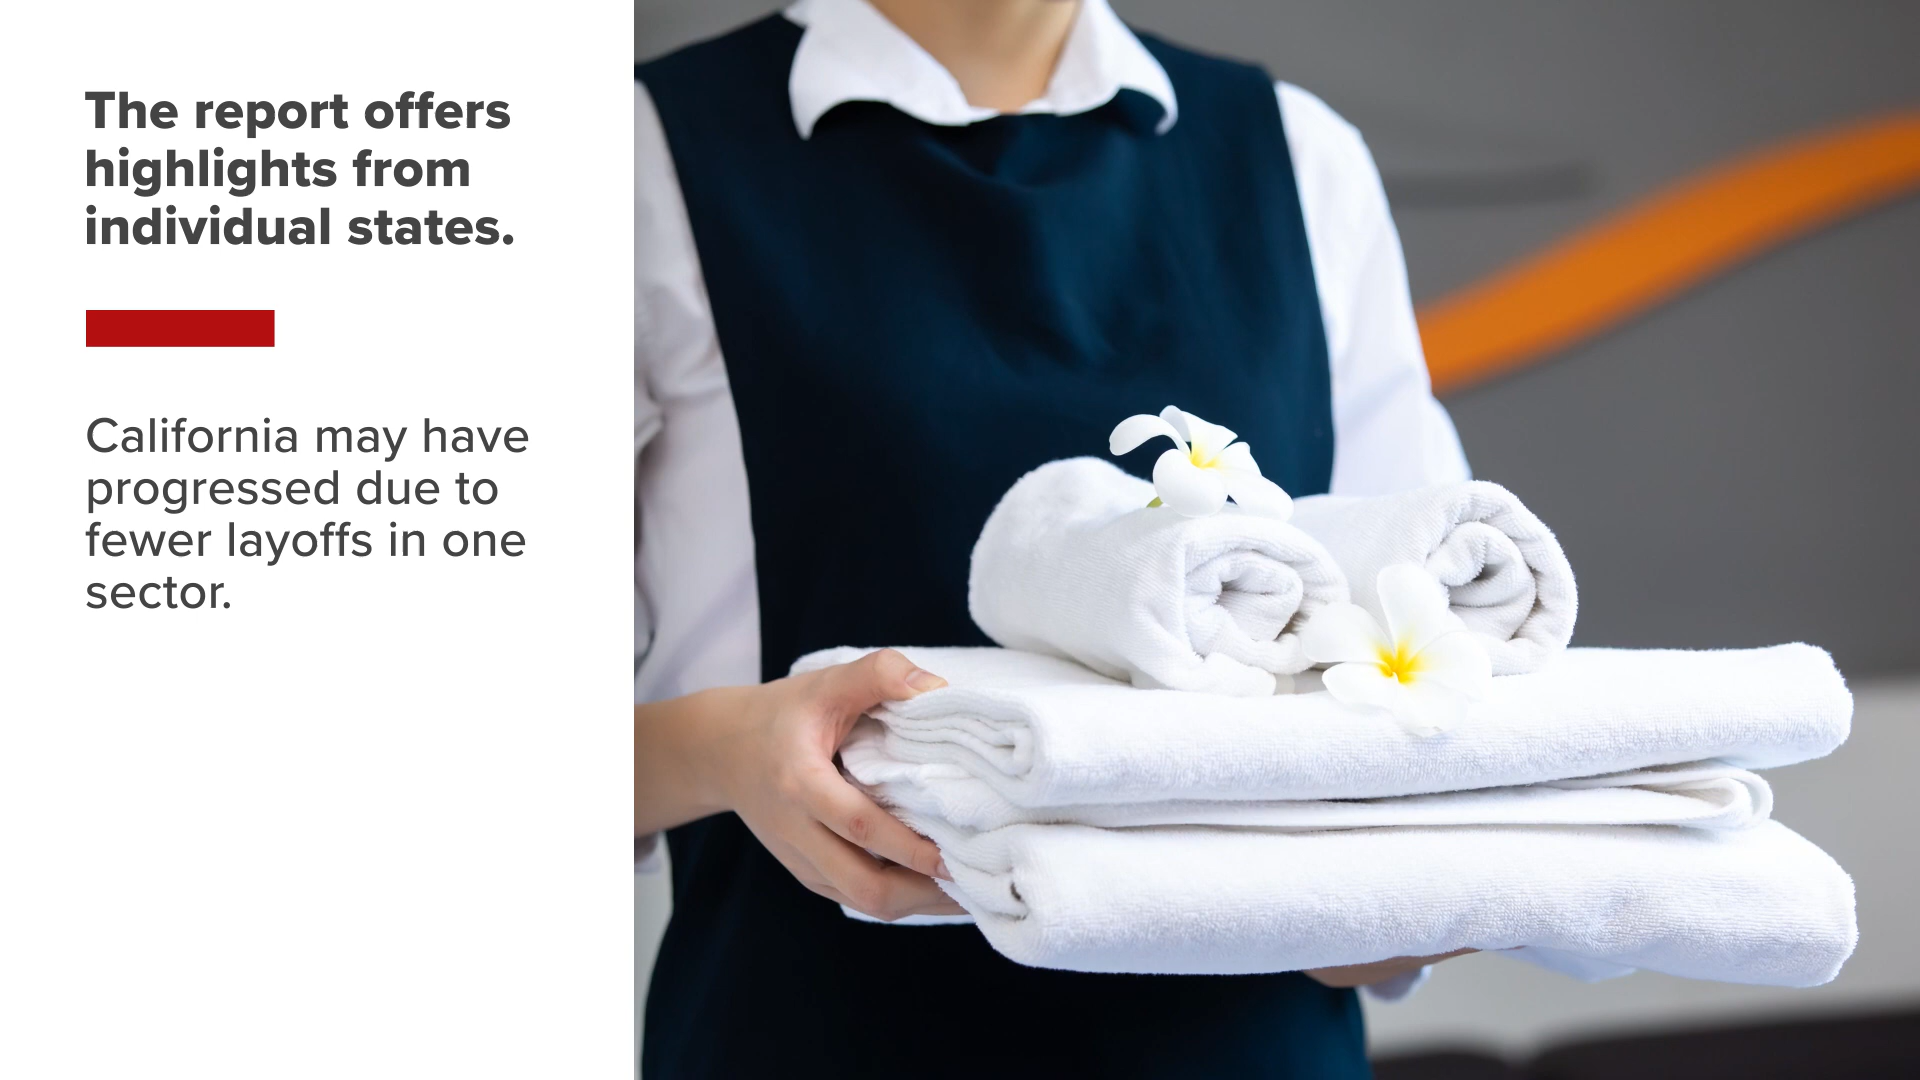 The report offers
highlights from
individual states.
California may have
progressed due to
fewer layoffs in one
sector.